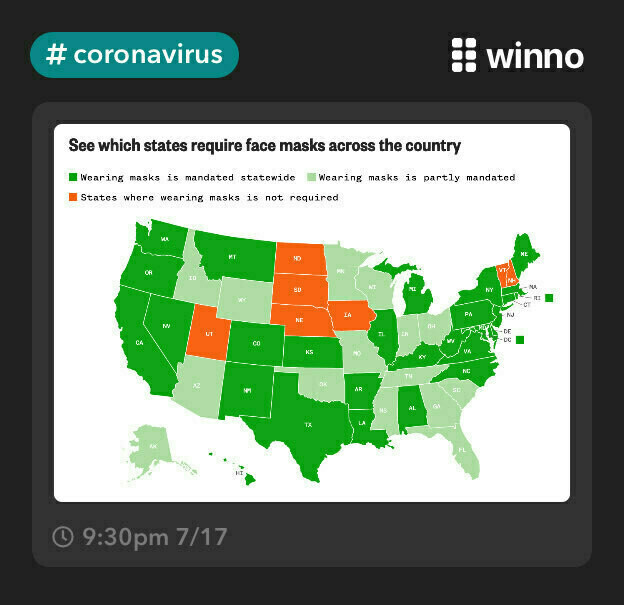 # coronavirus
winno
See which states require face masks across the country
Wearing masks is mandated statewide
Wearing masks is partly mandated
States where wearing masks is not required
WA
MT
ND
MN
ME
OR
ID
SD
WI
MI
VT
NH
NY
MA
RI
WY
NE
IA
PA
CT
NJ
NV
UT
CO
IL
IN
OH
MD
DE
DC
CA
KS
MO
KY
WV
VA
AZ
NM
OK
AR
TN
NC
SC
TX
LA
MS
AL
GA
FL
AK
HI
9:30pm 7/17